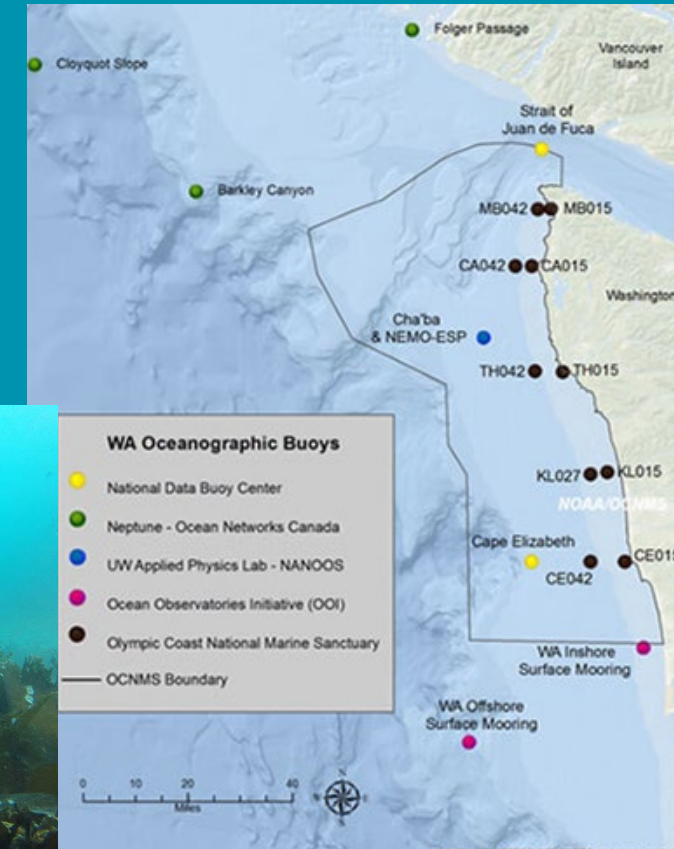 Folger Passage
Vancouver
Island
Cloyquot Slope
Strait of
Juan de Fuca
Barkley Canyon
MB042
MB015
CA042
CA015
Washington
Cha'ba
& NEMO-ESP
TH042
TH015
WA Oceanographic Buoys
National Data Buoy Center
KL027
KL015
Neptune - Ocean Networks Canada
NOAA/OCNMS
Cape Elizabeth
UW Applied Physics Lab - NANOOS
CE015
CE042
Ocean Observatories Initiative (OOI)
Olympic Coast National Marine Sanctuary
WA Inshore
Surface Mooring
OCNMS Boundary
WA Offshore
Surface Mooring
0 20 40
Miles